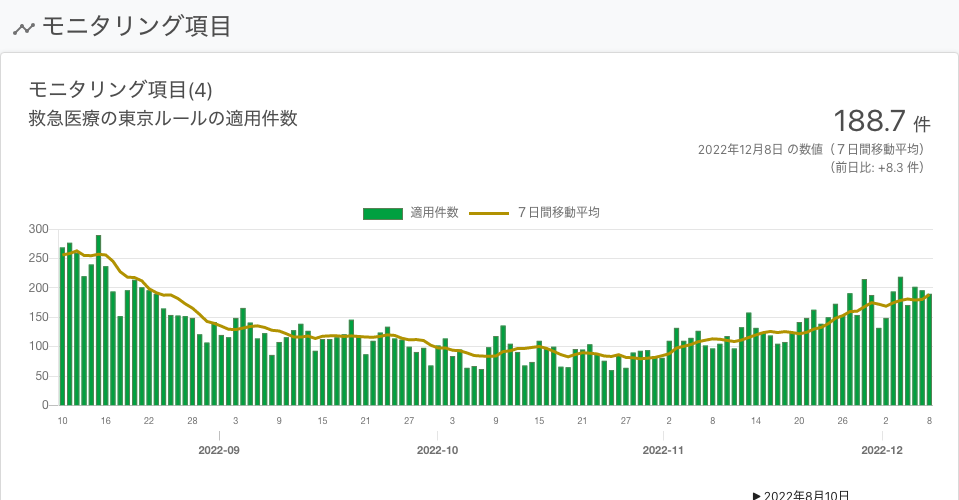 モニタリング項目
モニタリング項目(4)
救急医療の東京ルールの適用件数
188.7 件
2022年12月8日 の数値（７日間移動平均）
（前日比: +8.3 件）
適用件数 ７日間移動平均
300
250
200
150
100
50
0
10 16 22 28 3 9 15 21 27 3 9 15 21 27 2 8 14 20 26 2 8
2022-09 2022-10 2022-11 2022-12
▶ 2022年8月10日